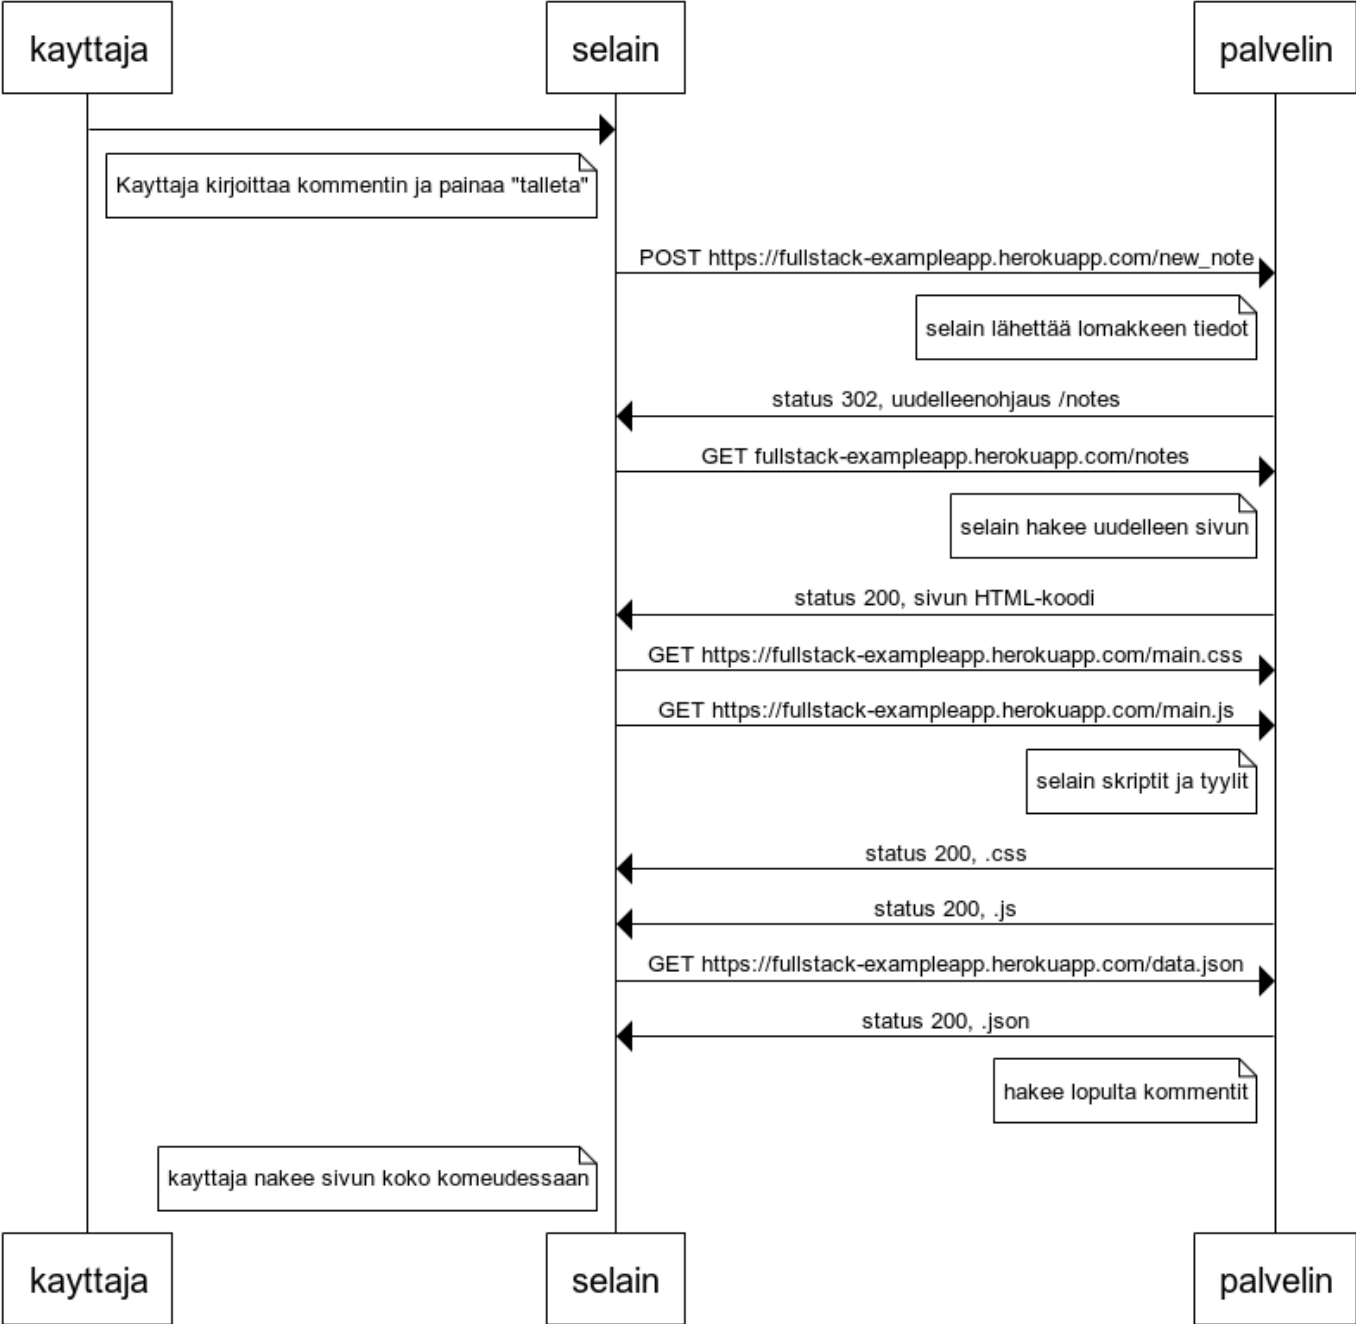 kayttaja
selain
palvelin
Kayttaja kirjoittaa kommentin ja painaa "talleta"
POST https://fullstack-exampleapp.herokuapp.com/new_note
selain lähettää lomakkeen tiedot
status 302, uudelleenohjaus /notes
GET fullstack-exampleapp.herokuapp.com/notes
selain hakee uudelleen sivun
status 200, sivun HTML-koodi
GET https://fullstack-exampleapp.herokuapp.com/main.css
GET https://fullstack-exampleapp.herokuapp.com/main.js
selain skriptit ja tyylit
status 200, .css
status 200, .js
GET https://fullstack-exampleapp.herokuapp.com/data.json
status 200, .json
hakee lopulta kommentit
kayttaja nakee sivun koko komeudessaan
kayttaja
selain
palvelin